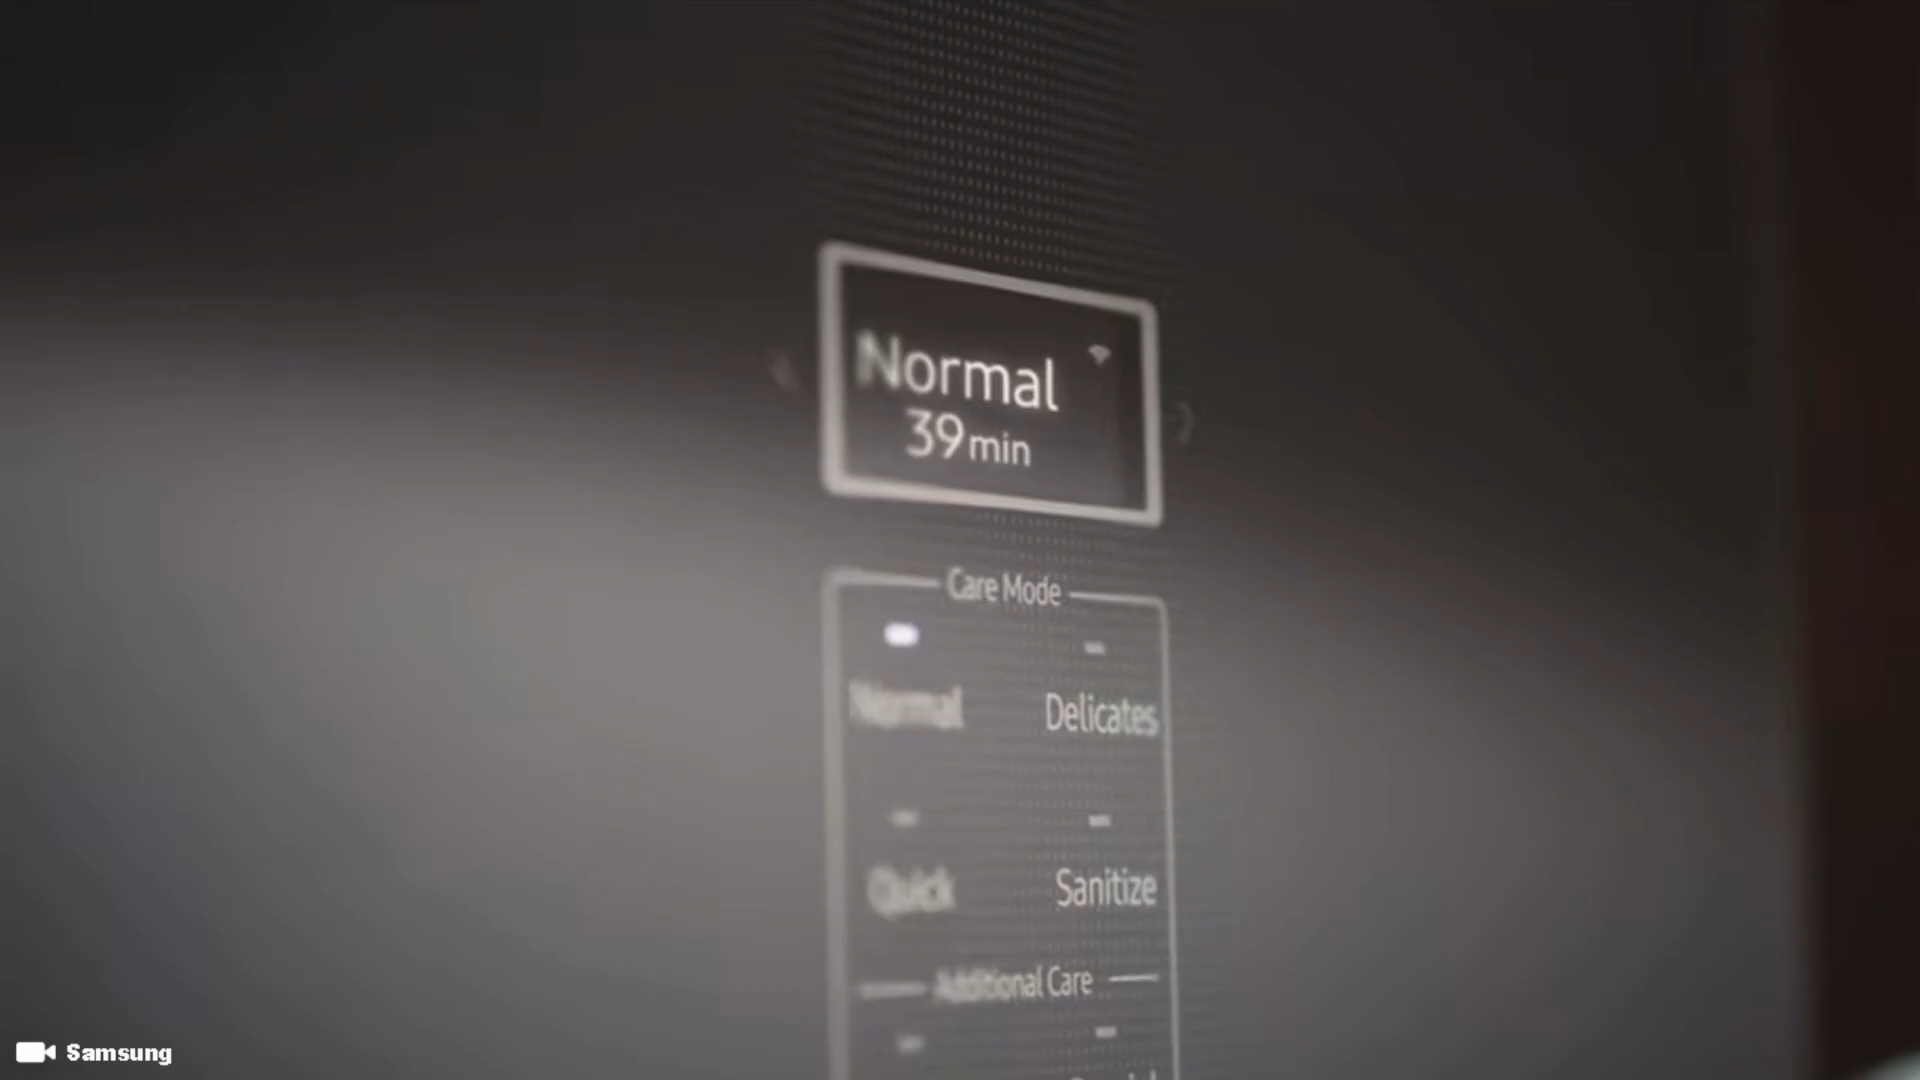 Normal
39min
Care Mode
Normal Delicates
Quick Sanitize
Additional Care
Samsung